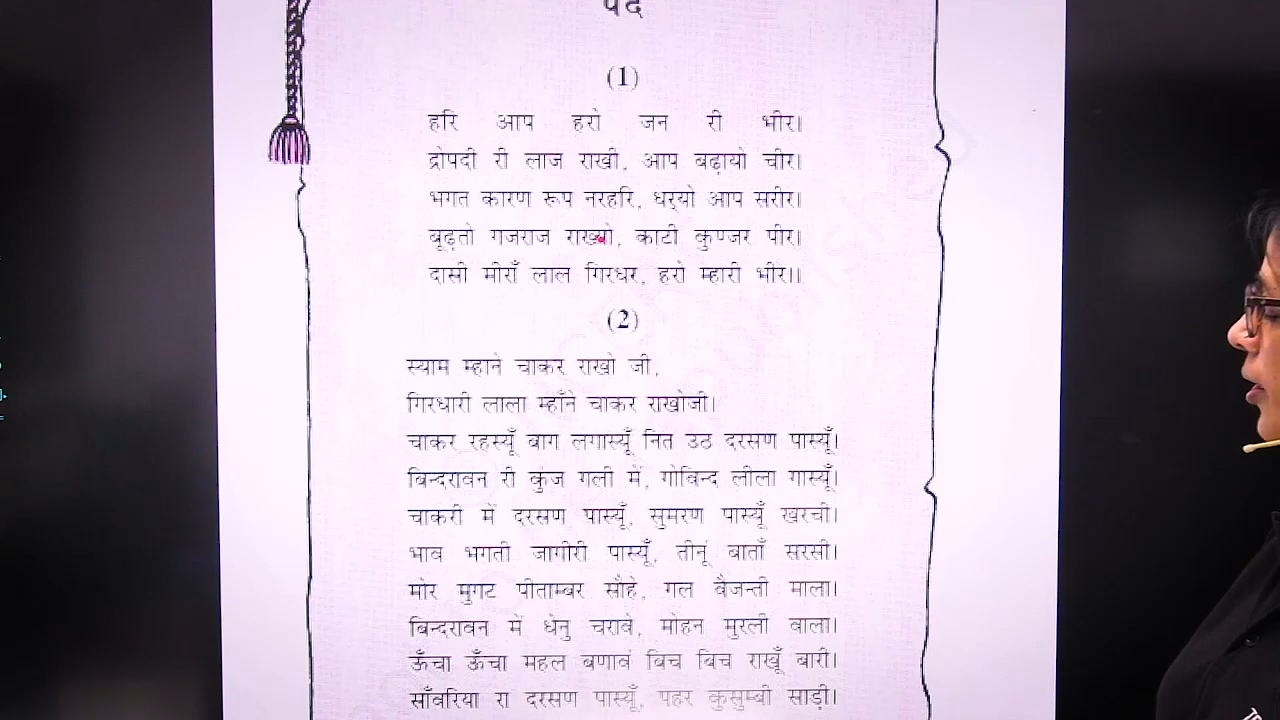 पद
(1)
हरि आप हरो जन री भीर।
द्रोपदी री लाज राखी, आप बढ़ायो चीर।
भगत कारण रूप नरहरि, धर्‌यो आप सरीर।
बूढ़तो गजराज राख्यो, काटी कुण्जर पीर।
दासी मीराँ लाल गिरधर, हरो म्हारी भीर।।
(2)
स्याम म्हाने चाकर राखो जी,
गिरधारी लाला म्हाँने चाकर राखोजी।
चाकर रहस्यूँ बाग लगास्यूँ नित उठ दरसण पास्यूँ।
बिन्दरावन री कुंज गली में, गोविन्द लीला गास्यूँ।
चाकरी में दरसण पास्यूँ, सुमरण पास्यूँ खरची।
भाव भगती जागीरी पास्यूँ, तीनूं बाताँ सरसी।
मोर मुगट पीताम्बर सौहे, गल वैजन्ती माला।
बिन्दरावन में धेनु चरावे, मोहन मुरली वाला।
ऊँचा ऊँचा महल बणावं बिच बिच राखूँ बारी।
साँवरिया रा दरसण पास्यूँ, पहर कुसुम्बी साड़ी।